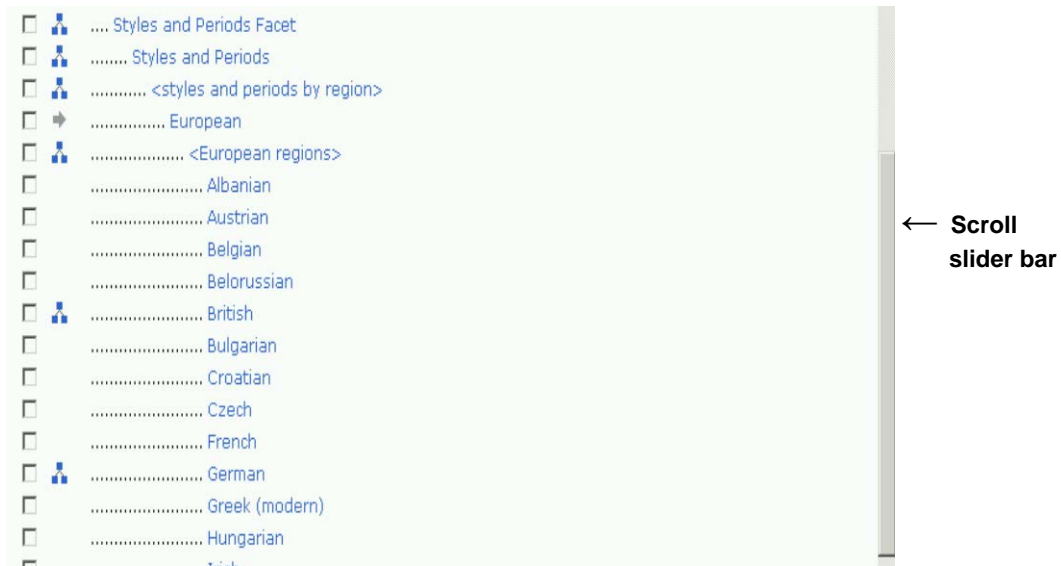 .... Styles and Periods Facet
........ Styles and Periods
............ <styles and periods by region>
................ European
.................... <European regions>
........................ Albanian
........................ Austrian
........................ Belgian
........................ Belorussian
........................ British
........................ Bulgarian
........................ Croatian
........................ Czech
........................ French
........................ German
........................ Greek (modern)
........................ Hungarian
← Scroll
slider bar